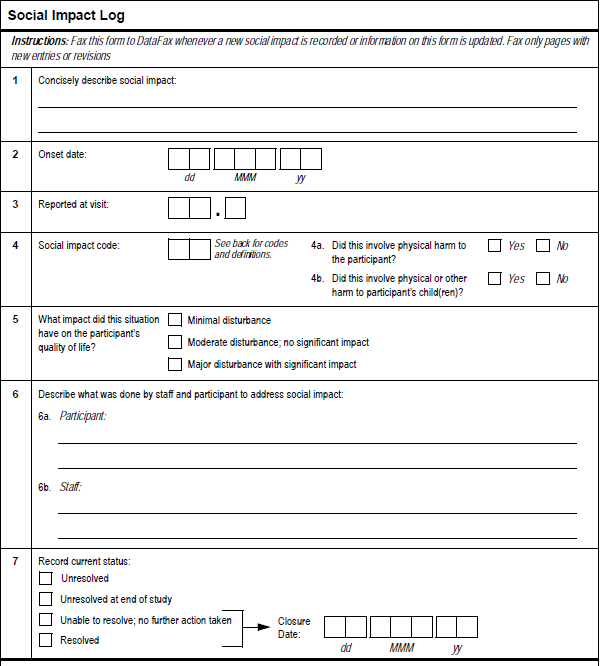 Social Impact Log
Instructions: Fax this form to DataFax whenever a new social impact is recorded or information on this form is updated. Fax only pages with
new entries or revisions
1 Concisely describe social impact:
2 Onset date:
dd MMM yy
3 Reported at visit: .
4 Social impact code: See back for codes
and definitions.
4a. Did this involve physical harm to
the participant? Yes No
4b. Did this involve physical or other
harm to participant's child(ren)? Yes No
5 What impact did this situation
have on the participant's
quality of life?
Minimal disturbance
Moderate disturbance; no significant impact
Major disturbance with significant impact
6 Describe what was done by staff and participant to address social impact:
6a. Participant:
6b. Staff:
7 Record current status:
Unresolved
Unresolved at end of study
Unable to resolve; no further action taken
Resolved
Closure
Date:
dd MMM yy